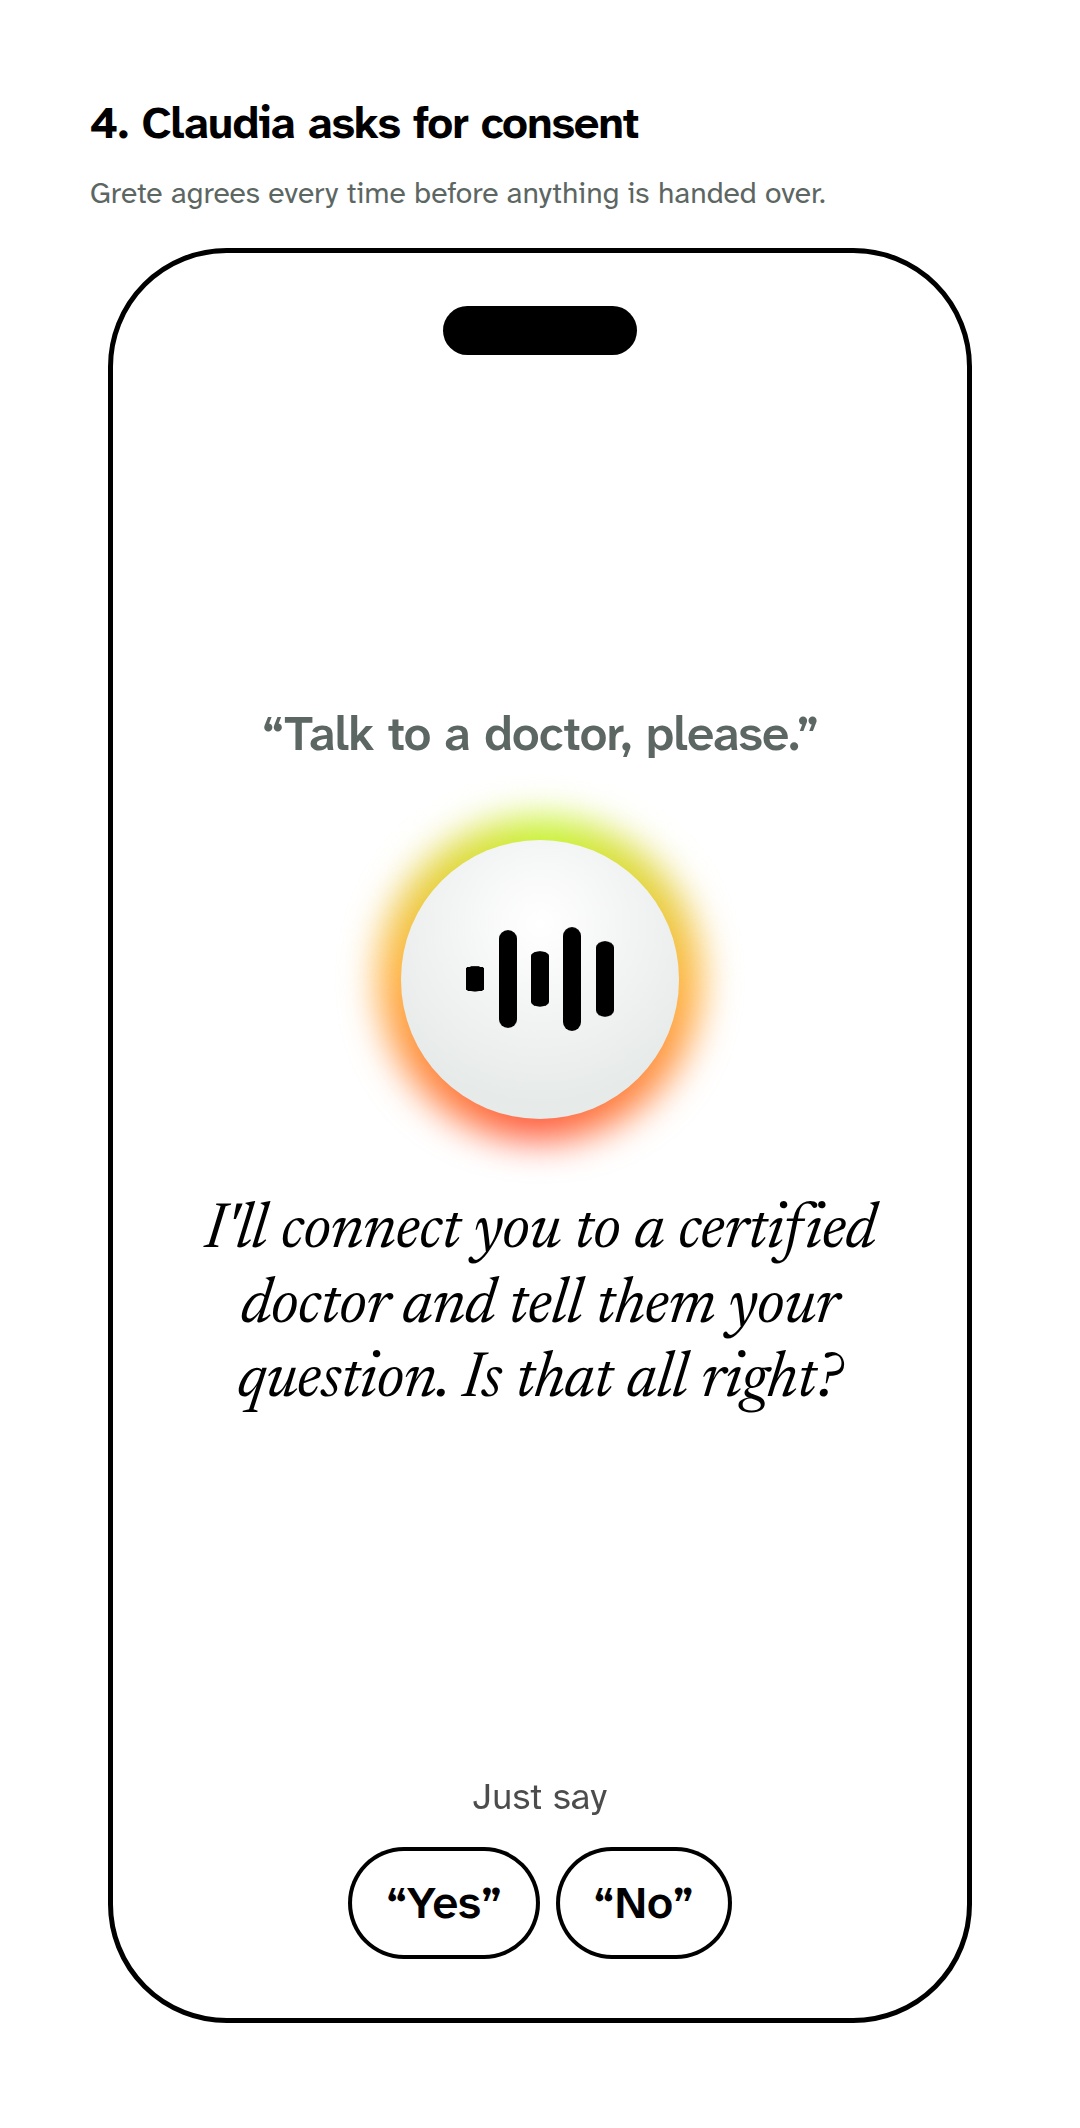 4. Claudia asks for consent
Grete agrees every time before anything is handed over.
“Talk to a doctor, please.”
I'll connect you to a certified
doctor and tell them your
question. Is that all right?
Just say
“Yes” “No”